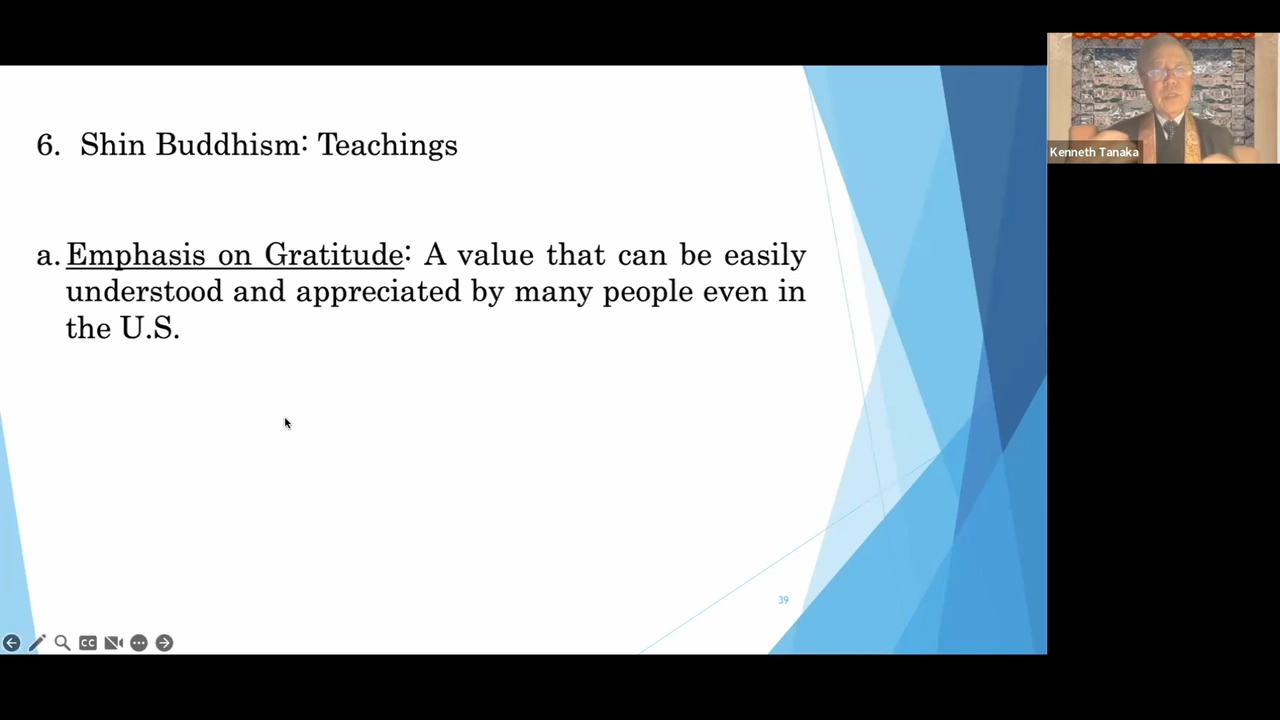 6. Shin Buddhism: Teachings
a. Emphasis on Gratitude: A value that can be easily
understood and appreciated by many people even in
the U.S.
39
CC
Kenneth Tanaka